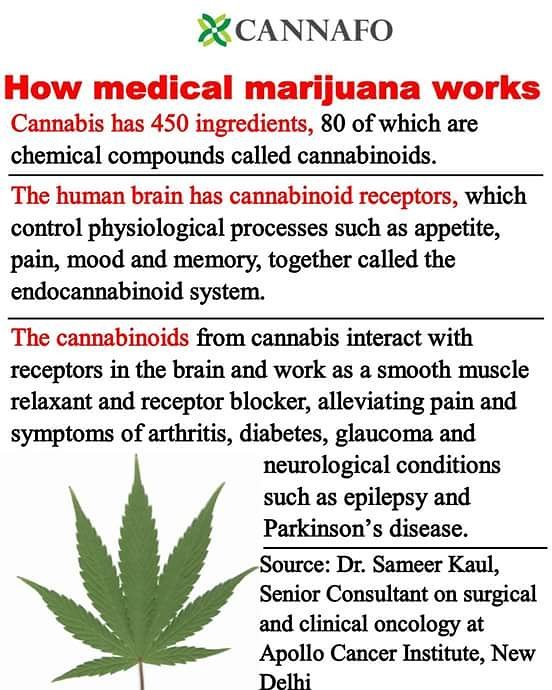 CANNAFO
How medical marijuana works
Cannabis has 450 ingredients, 80 of which are
chemical compounds called cannabinoids.
The human brain has cannabinoid receptors, which
control physiological processes such as appetite,
pain, mood and memory, together called the
endocannabinoid system.
The cannabinoids from cannabis interact with
receptors in the brain and work as a smooth muscle
relaxant and receptor blocker, alleviating pain and
symptoms of arthritis, diabetes, glaucoma and
neurological conditions
such as epilepsy and
Parkinson's disease.
Source: Dr. Sameer Kaul,
Senior Consultant on surgical
and clinical oncology at
Apollo Cancer Institute, New
Delhi